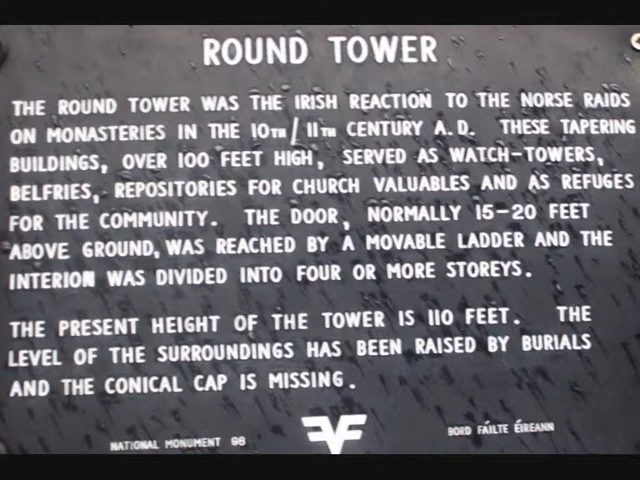 ROUND TOWER
THE ROUND TOWER WAS THE IRISH REACTION TO THE NORSE RAIDS
ON MONASTERIES IN THE 10TH/11TH CENTURY A.D. THESE TAPERING
BUILDINGS, OVER 100 FEET HIGH, SERVED AS WATCH-TOWERS,
BELFRIES, REPOSITORIES FOR CHURCH VALUABLES AND AS REFUGES
FOR THE COMMUNITY. THE DOOR, NORMALLY 15-20 FEET
ABOVE GROUND, WAS REACHED BY A MOVABLE LADDER AND THE
INTERIOR WAS DIVIDED INTO FOUR OR MORE STOREYS.
THE PRESENT HEIGHT OF THE TOWER IS 110 FEET. THE
LEVEL OF THE SURROUNDINGS HAS BEEN RAISED BY BURIALS
AND THE CONICAL CAP IS MISSING.
NATIONAL MONUMENT 98
BORD FÁILTE ÉIREANN